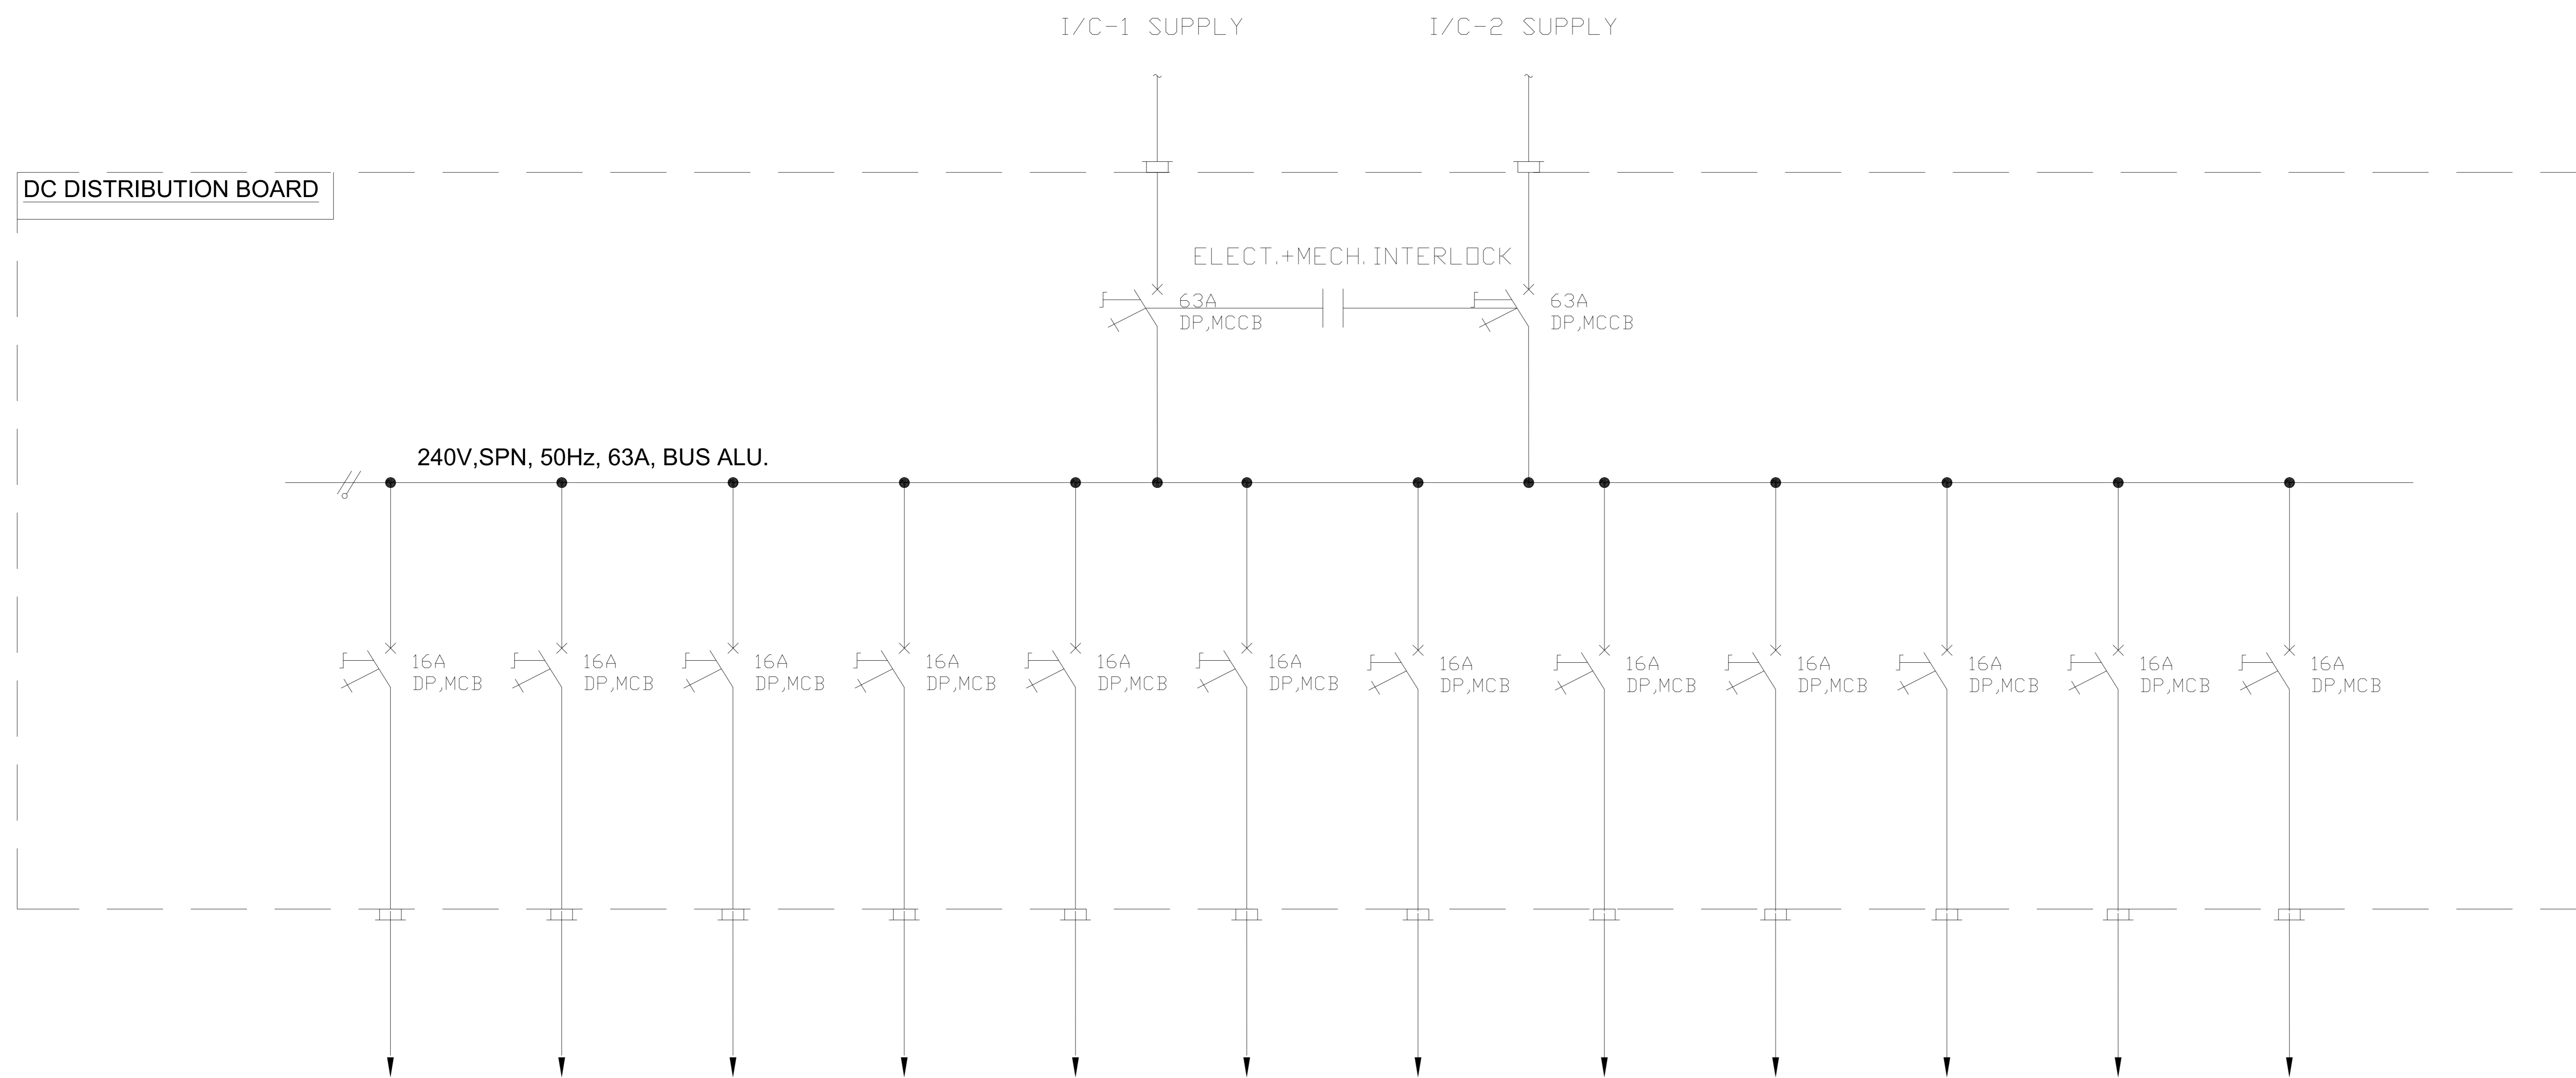 I/C-1 SUPPLY
I/C-2 SUPPLY
DC DISTRIBUTION BOARD
ELECT.+MECH.INTERLOCK
63A
DP,MCCB
63A
DP,MCCB
240V,SPN, 50Hz, 63A, BUS ALU.
16A
DP,MCB
16A
DP,MCB
16A
DP,MCB
16A
DP,MCB
16A
DP,MCB
16A
DP,MCB
16A
DP,MCB
16A
DP,MCB
16A
DP,MCB
16A
DP,MCB
16A
DP,MCB
16A
DP,MCB